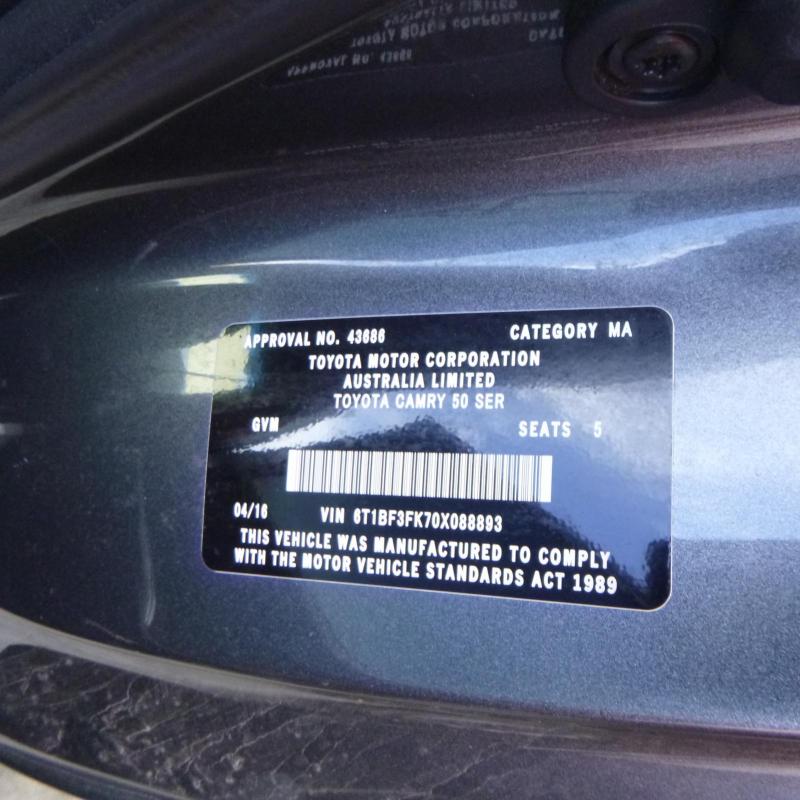 APPROVAL NO. 43686 CATEGORY MA
TOYOTA MOTOR CORPORATION
AUSTRALIA LIMITED
TOYOTA CAMRY 50 SER
GVM SEATS 5
04/16 VIN 6T1BF3FK70X088893
THIS VEHICLE WAS MANUFACTURED TO COMPLY
WITH THE MOTOR VEHICLE STANDARDS ACT 1989